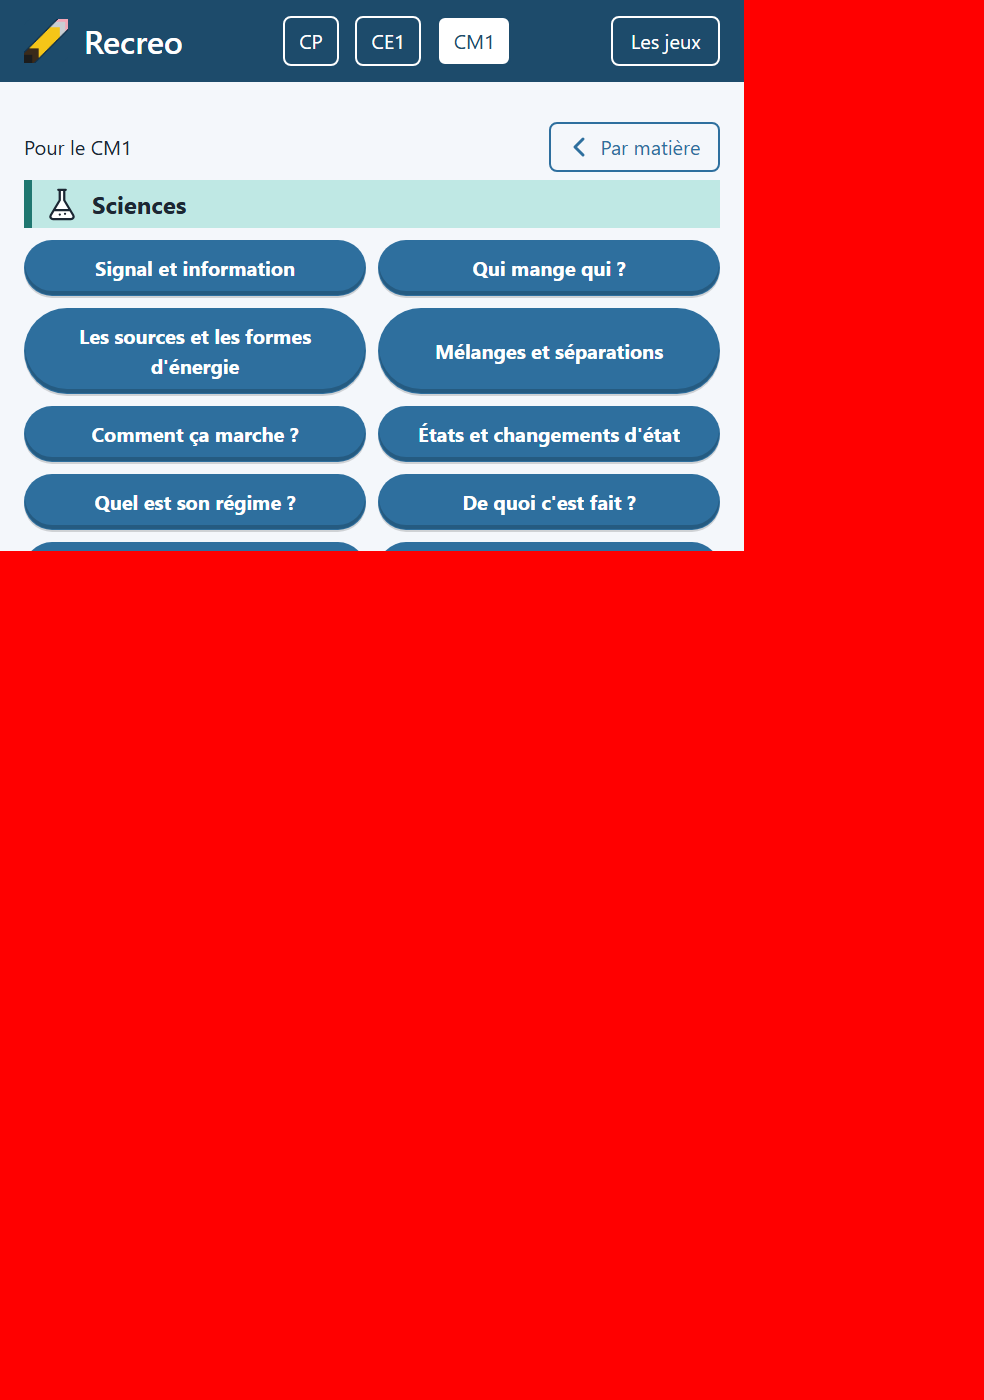 Recreo
CP
CE1
CM1
Les jeux
Pour le CM1
Par matière
Sciences
Signal et information
Qui mange qui ?
Les sources et les formes
d'énergie
Mélanges et séparations
Comment ça marche ?
États et changements d'état
Quel est son régime ?
De quoi c'est fait ?